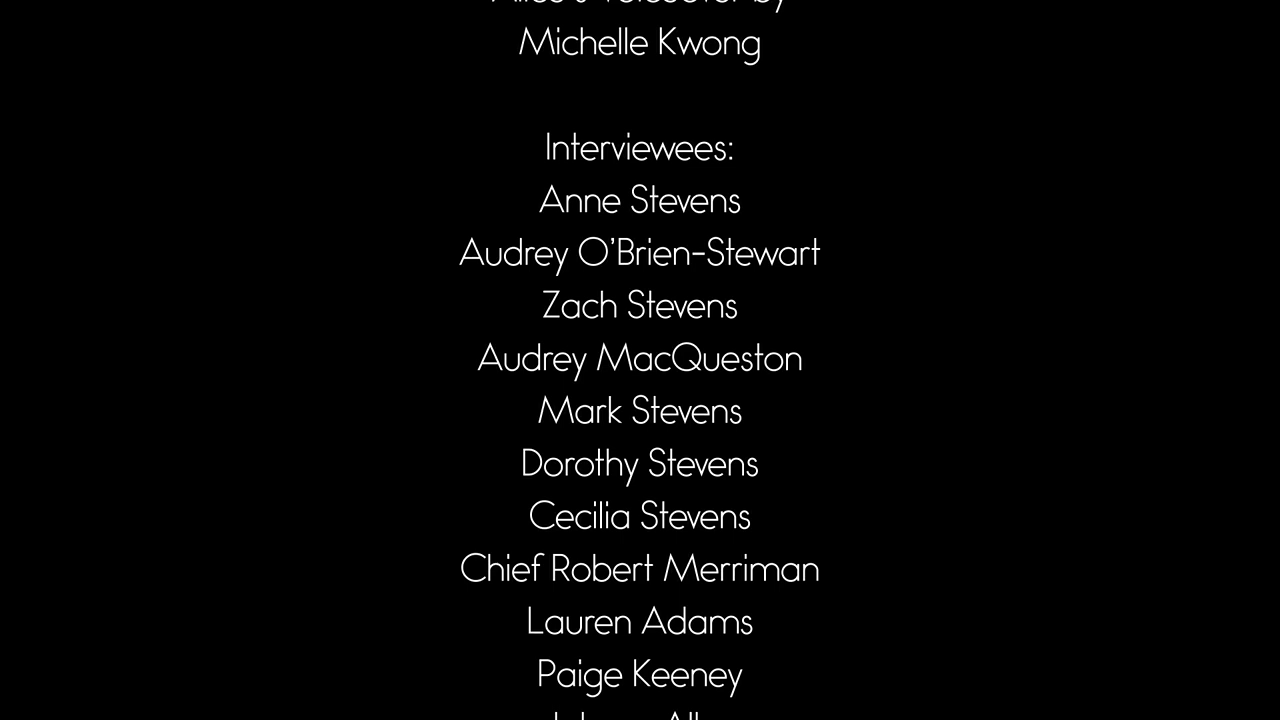 Michelle Kwong
Interviewees:
Anne Stevens
Audrey O'Brien-Stewart
Zach Stevens
Audrey MacQueston
Mark Stevens
Dorothy Stevens
Cecilia Stevens
Chief Robert Merriman
Lauren Adams
Paige Keeney